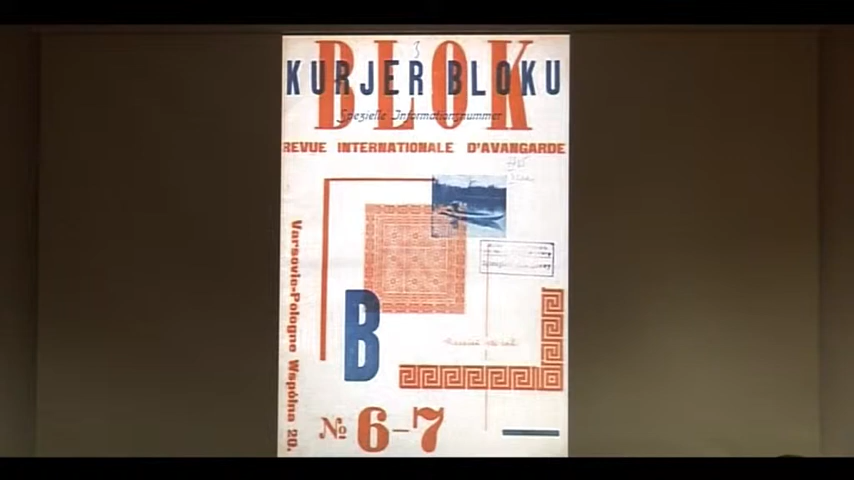 BLOK
KURJER BLOKU
Spezielle Informationsnummer
REVUE INTERNATIONALE D'AVANGARDE
Varsovie-Pologne Wspólna 20.
B
№ 6-7